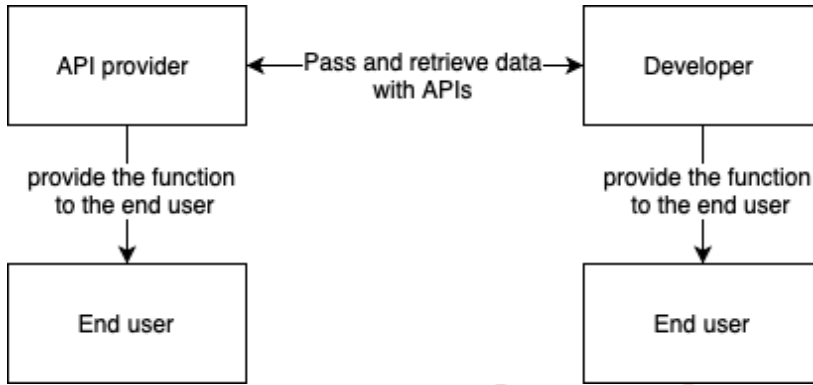 API provider
Pass and retrieve data
with APIs
Developer
provide the function
to the end user
provide the function
to the end user
End user
End user